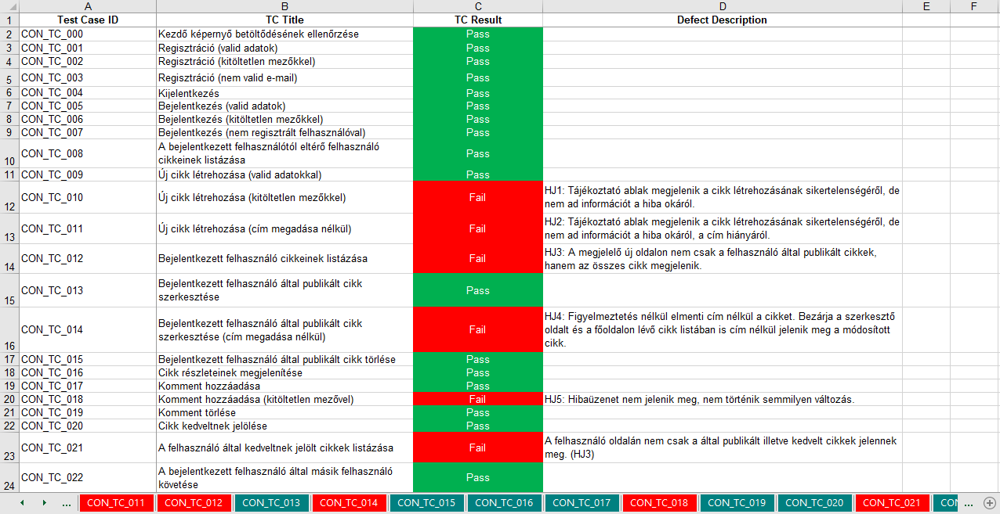 A B C D E F
1 Test Case ID TC Title TC Result Defect Description
2 CON_TC_000 Kezdő képernyő betöltődésének ellenőrzése Pass
3 CON_TC_001 Regisztráció (valid adatok) Pass
4 CON_TC_002 Regisztráció (kitöltetlen mezőkkel) Pass
5 CON_TC_003 Regisztráció (nem valid e-mail) Pass
6 CON_TC_004 Kijelentkezés Pass
7 CON_TC_005 Bejelentkezés (valid adatok) Pass
8 CON_TC_006 Bejelentkezés (kitöltetlen mezőkkel) Pass
9 CON_TC_007 Bejelentkezés (nem regisztrált felhasználóval) Pass
10 CON_TC_008 A bejelentkezett felhasználótól eltérő felhasználó
cikkeinek listázása Pass
11 CON_TC_009 Új cikk létrehozása (valid adatokkal) Pass
12 CON_TC_010 Új cikk létrehozása (kitöltetlen mezőkkel) Fail HJ1: Tájékoztató ablak megjelenik a cikk létrehozásának sikertelenségéről, de
nem ad információt a hiba okáról.
13 CON_TC_011 Új cikk létrehozása (cím megadása nélkül) Fail HJ2: Tájékoztató ablak megjelenik a cikk létrehozásának sikertelenségéről, de
nem ad információt a hiba okáról, a cím hiányáról.
14 CON_TC_012 Bejelentkezett felhasználó cikkeinek listázása Fail HJ3: A megjelelő új oldalon nem csak a felhasználó által publikált cikkek,
hanem az összes cikk megjelenik.
15 CON_TC_013 Bejelentkezett felhasználó által publikált cikk
szerkesztése Pass
16 CON_TC_014 Bejelentkezett felhasználó által publikált cikk
szerkesztése (cím megadása nélkül) Fail HJ4: Figyelmeztetés nélkül elmenti cím nélkül a cikket. Bezárja a szerkesztő
oldalt és a főoldalon lévő cikk listában is cím nélkül jelenik meg a módosított
cikk.
17 CON_TC_015 Bejelentkezett felhasználó által publikált cikk törlése Pass
18 CON_TC_016 Cikk részleteinek megjelenítése Pass
19 CON_TC_017 Komment hozzáadása Pass
20 CON_TC_018 Komment hozzáadása (kitöltetlen mezővel) Fail HJ5: Hibaüzenet nem jelenik meg, nem történik semmilyen változás.
21 CON_TC_019 Komment törlése Pass
22 CON_TC_020 Cikk kedveltnek jelölése Pass
23 CON_TC_021 A felhasználó által kedveltnek jelölt cikkek listázása Fail A felhasználó oldalán nem csak a által publikált illetve kedvelt cikkek jelennek
meg. (HJ3)
24 CON_TC_022 A bejelentkezett felhasználó által másik felhasználó
követése Pass
... CON_TC_011 CON_TC_012 CON_TC_013 CON_TC_014 CON_TC_015 CON_TC_016 CON_TC_017 CON_TC_018 CON_TC_019 CON_TC_020 CON_TC_021 CON ...